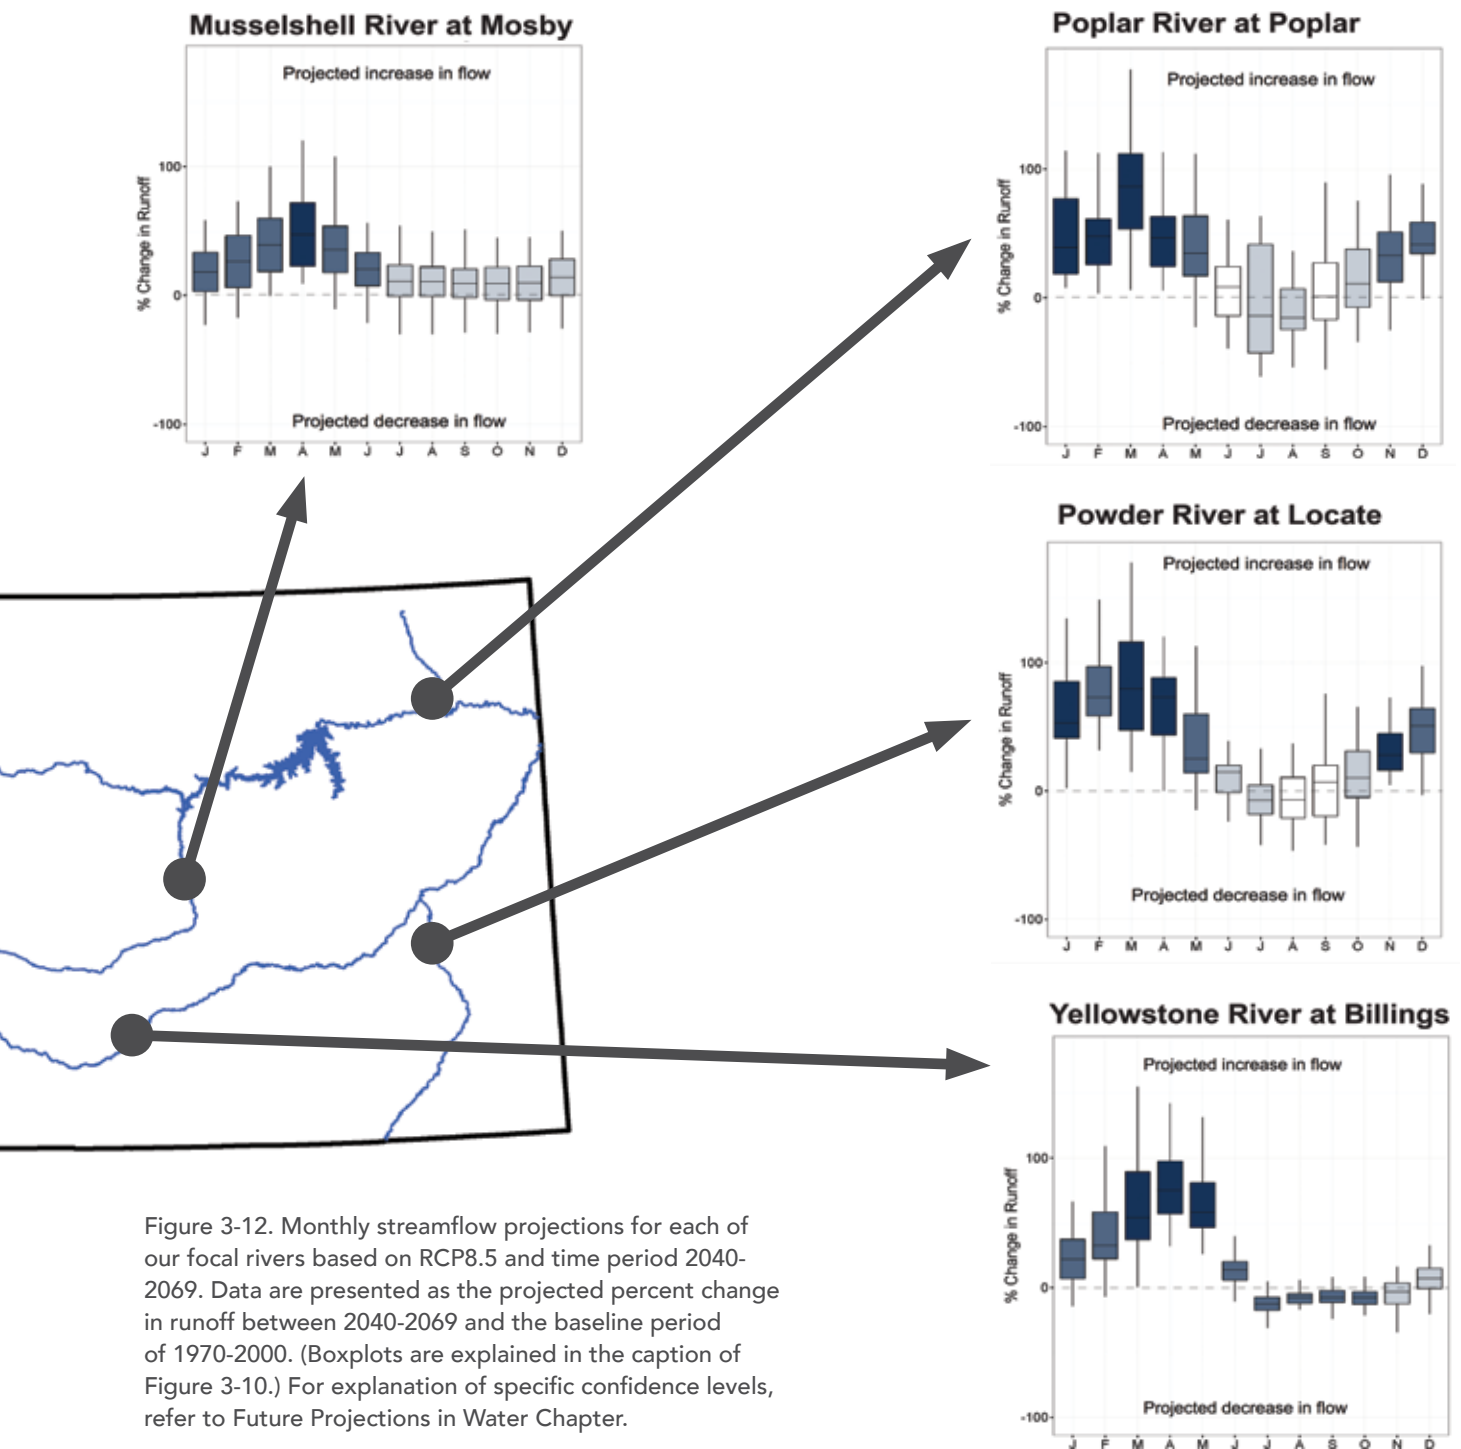 Musselshell River at Mosby
Projected increase in flow
% Change in Runoff
100
0
-100
Projected decrease in flow
J F M A M J J A S O N D
Poplar River at Poplar
Projected increase in flow
% Change in Runoff
100
0
-100
Projected decrease in flow
J F M A M J J A S O N D
Powder River at Locate
Projected increase in flow
% Change in Runoff
100
0
-100
Projected decrease in flow
J F M A M J J A S O N D
Yellowstone River at Billings
Projected increase in flow
% Change in Runoff
100
0
-100
Projected decrease in flow
J F M A M J J A S O N D
Figure 3-12. Monthly streamflow projections for each of
our focal rivers based on RCP8.5 and time period 2040-
2069. Data are presented as the projected percent change
in runoff between 2040-2069 and the baseline period
of 1970-2000. (Boxplots are explained in the caption of
Figure 3-10.) For explanation of specific confidence levels,
refer to Future Projections in Water Chapter.